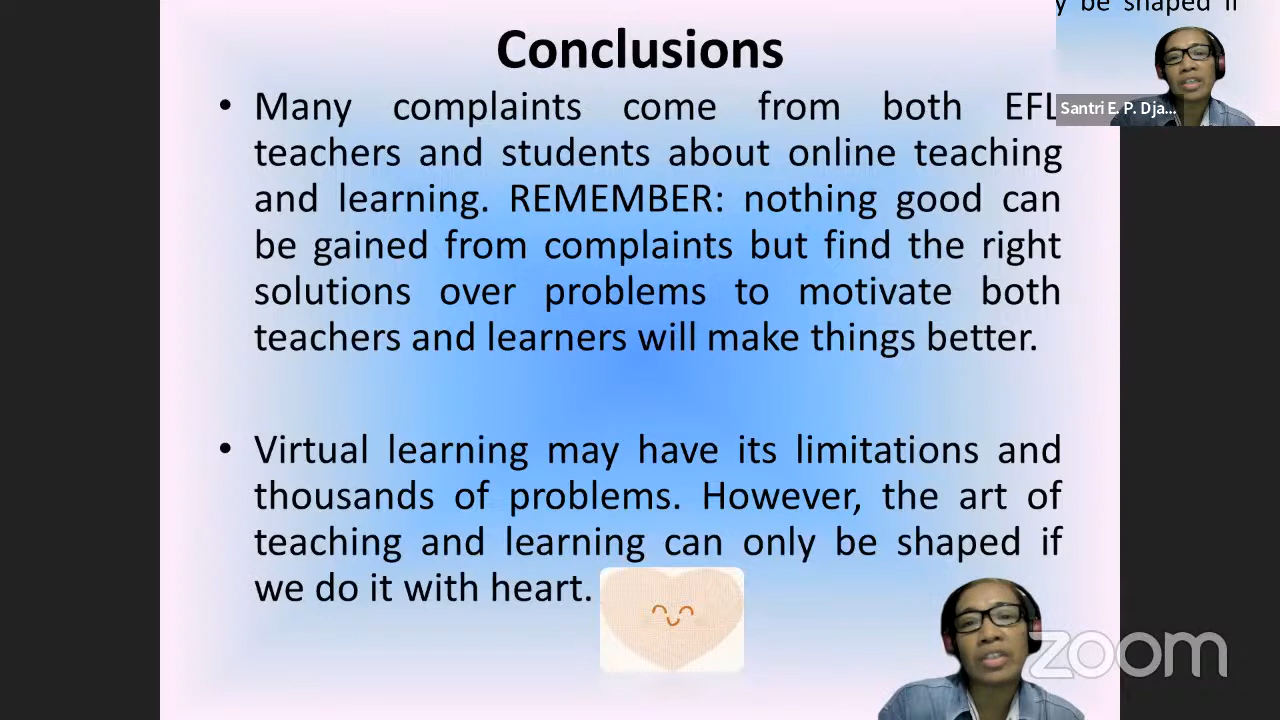 y be shaped if
Conclusions
Santri E. P. Dja...
• Many complaints come from both EFL
teachers and students about online teaching
and learning. REMEMBER: nothing good can
be gained from complaints but find the right
solutions over problems to motivate both
teachers and learners will make things better.
• Virtual learning may have its limitations and
thousands of problems. However, the art of
teaching and learning can only be shaped if
we do it with heart.
zoom